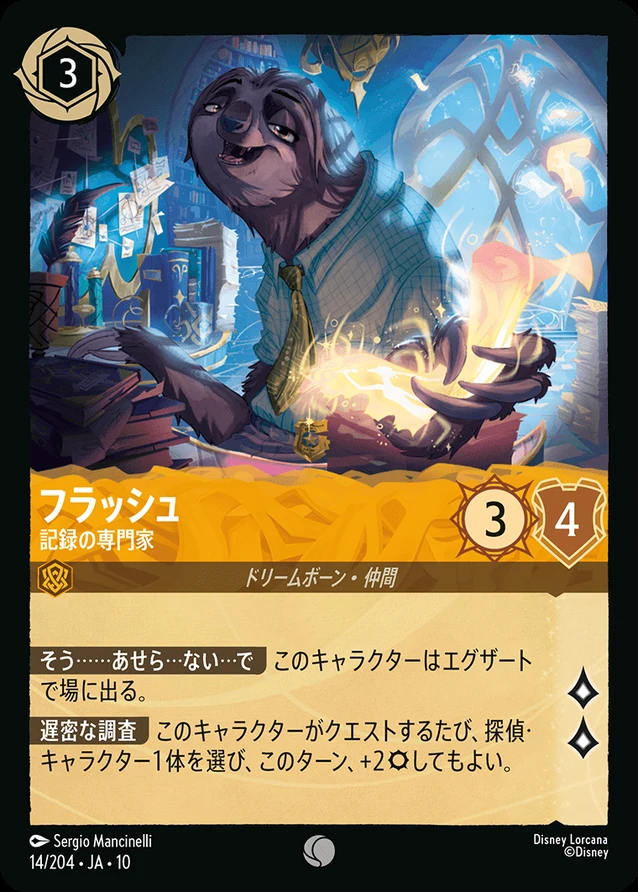 3
フラッシュ
記録の専門家
3
4
ドリームボーン・仲間
そう……あせら…ない…で このキャラクターはエグザート
で場に出る。
遅密な調査 このキャラクターがクエストするたび、探偵・
キャラクター1体を選び、このターン、+2してもよい。
Sergio Mancinelli
14/204・JA・10
Disney Lorcana
©Disney